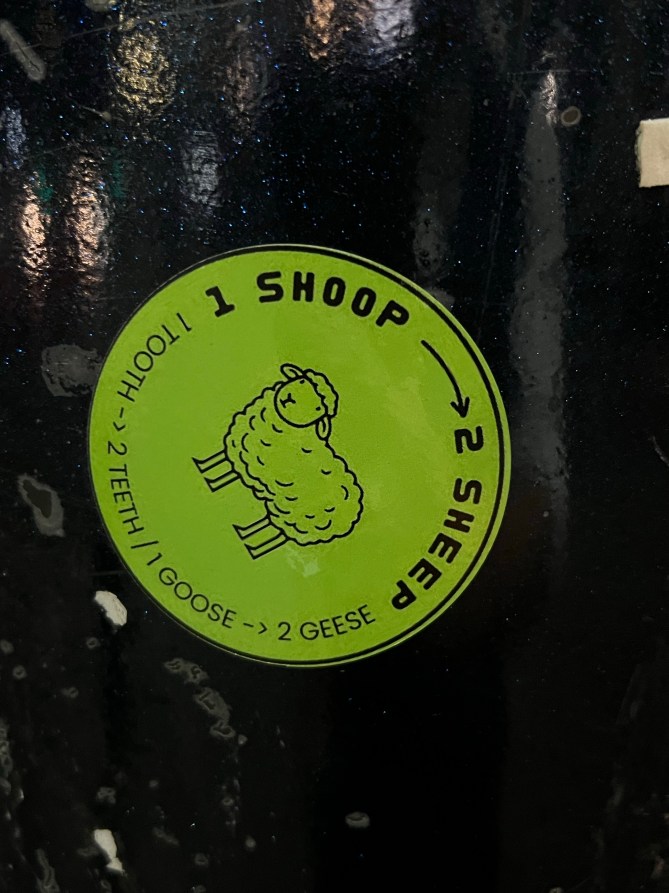 1 SHOOP → 2 SHEEP
1 TOOTH -> 2 TEETH / 1 GOOSE -> 2 GEESE